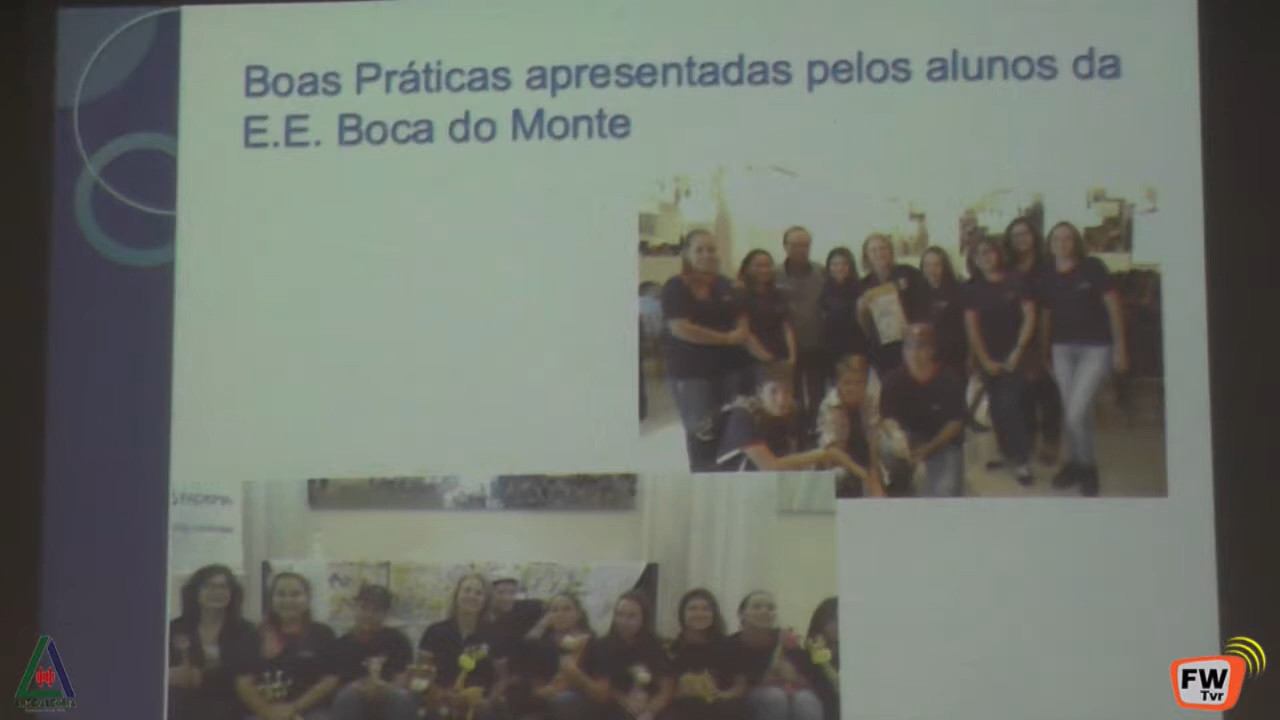 Boas Práticas apresentadas pelos alunos da
E.E. Boca do Monte
FW
Tvr